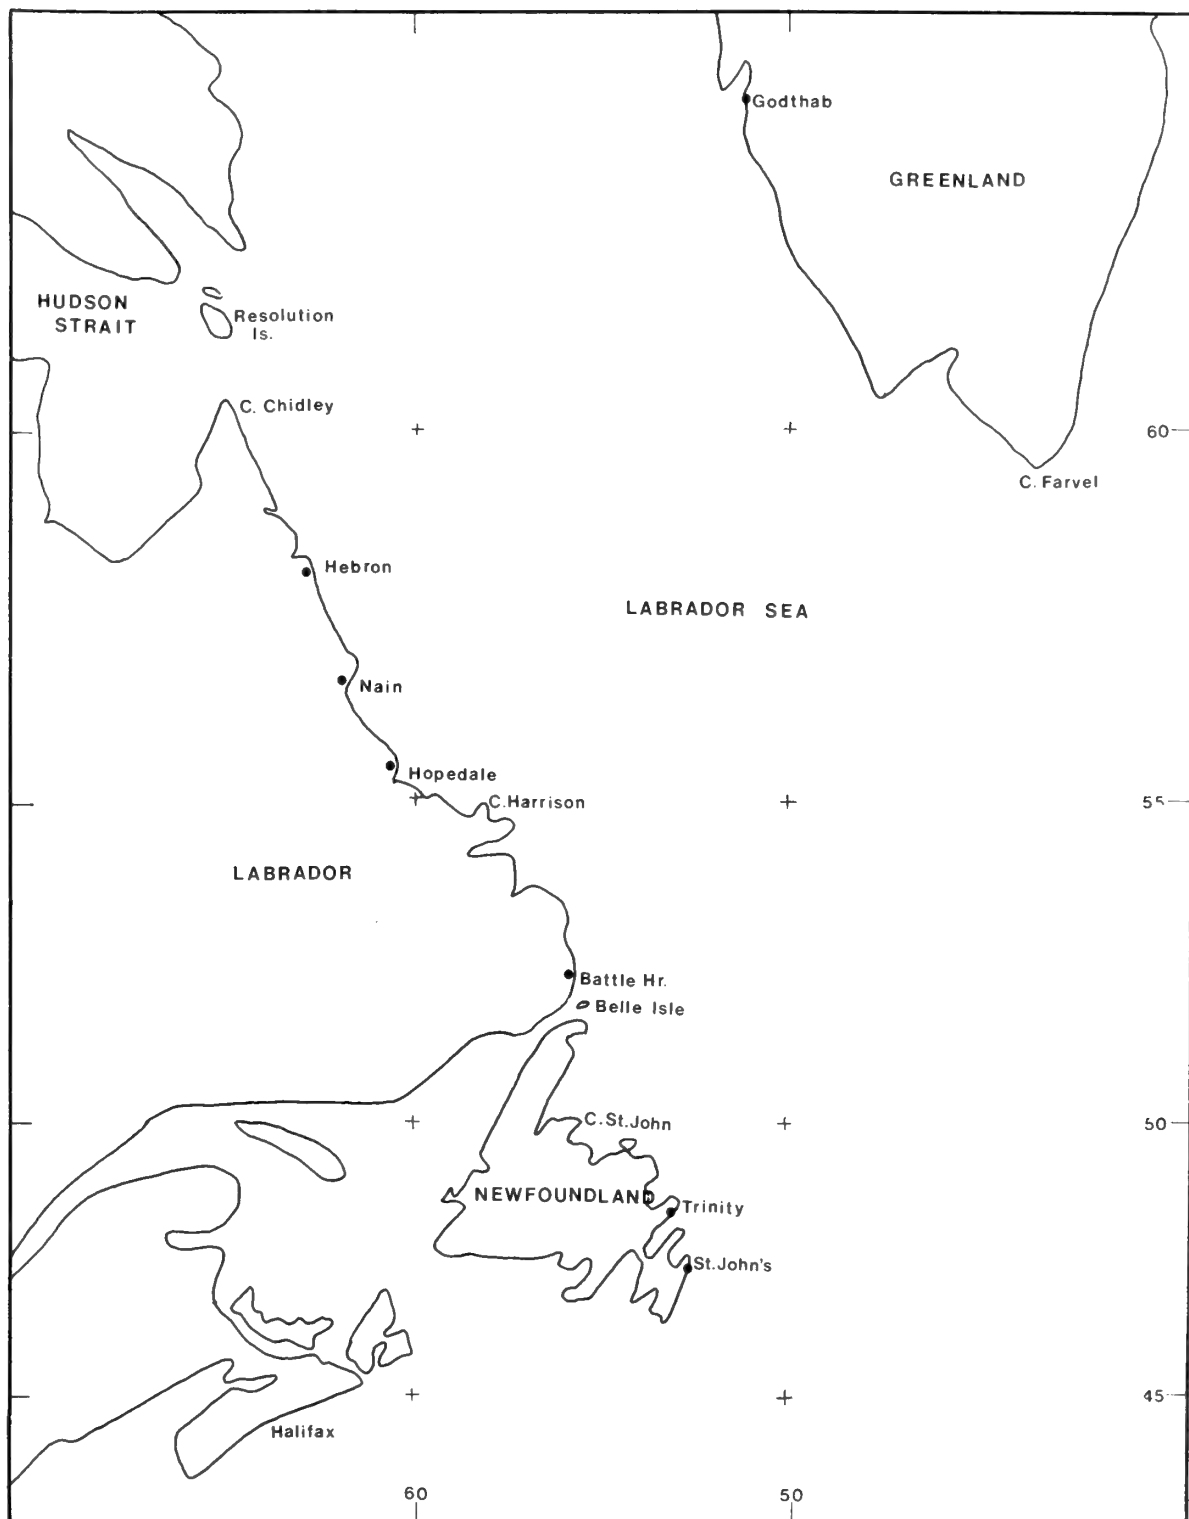 Godthab
GREENLAND
HUDSON
STRAIT
Resolution
Is.
C. Chidley
60
C. Farvel
Hebron
LABRADOR SEA
Nain
Hopedale
C.Harrison
55
LABRADOR
Battle Hr.
Belle Isle
C.St.John
50
NEWFOUNDLAND
Trinity
St.John's
45
Halifax
60
50